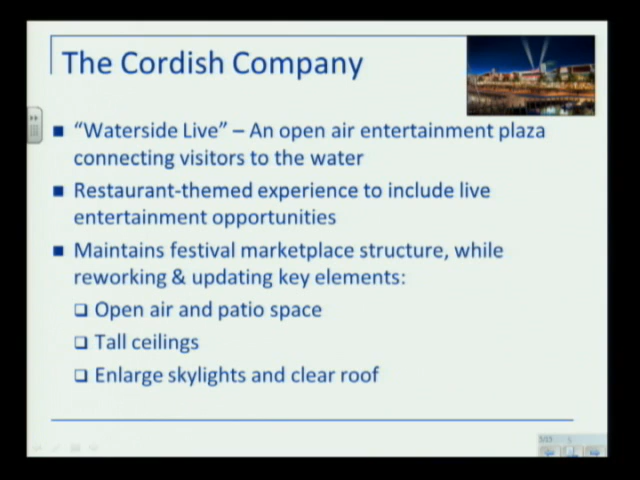 The Cordish Company
■ “Waterside Live” – An open air entertainment plaza
connecting visitors to the water
■ Restaurant-themed experience to include live
entertainment opportunities
■ Maintains festival marketplace structure, while
reworking & updating key elements:
❑ Open air and patio space
❑ Tall ceilings
❑ Enlarge skylights and clear roof